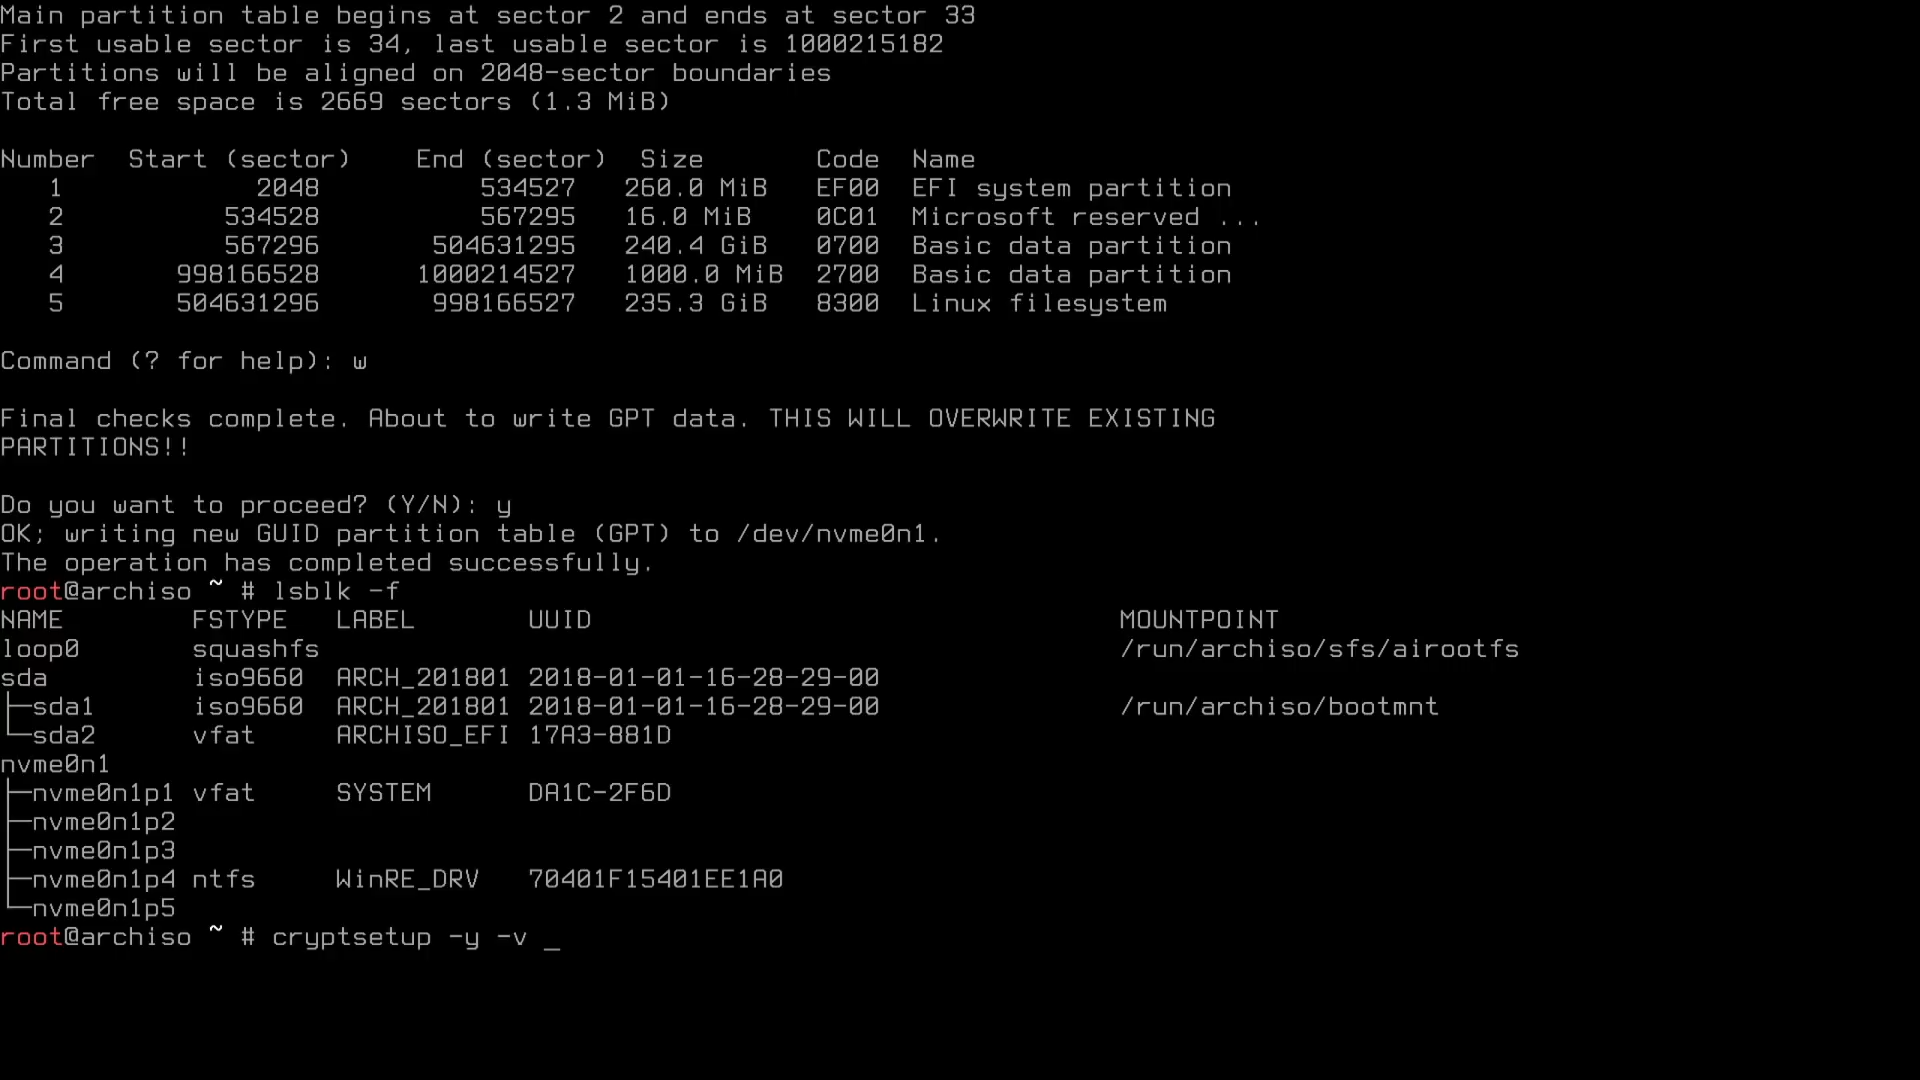 Main partition table begins at sector 2 and ends at sector 33
First usable sector is 34, last usable sector is 1000215182
Partitions will be aligned on 2048-sector boundaries
Total free space is 2669 sectors (1.3 MiB)

Number  Start (sector)    End (sector)  Size       Code  Name
   1            2048          534527   260.0 MiB   EF00  EFI system partition
   2          534528          567295   16.0 MiB    0C01  Microsoft reserved ...
   3          567296       504631295   240.4 GiB   0700  Basic data partition
   4       998166528      1000214527   1000.0 MiB  2700  Basic data partition
   5       504631296       998166527   235.3 GiB   8300  Linux filesystem

Command (? for help): w

Final checks complete. About to write GPT data. THIS WILL OVERWRITE EXISTING
PARTITIONS!!

Do you want to proceed? (Y/N): y
OK; writing new GUID partition table (GPT) to /dev/nvme0n1.
The operation has completed successfully.
root@archiso ~ # lsblk -f
NAME        FSTYPE   LABEL       UUID                                 MOUNTPOINT
loop0       squashfs                                                  /run/archiso/sfs/airootfs
sda         iso9660  ARCH_201801 2018-01-01-16-28-29-00
├─sda1      iso9660  ARCH_201801 2018-01-01-16-28-29-00               /run/archiso/bootmnt
└─sda2      vfat     ARCHISO_EFI 17A3-881D
nvme0n1
├─nvme0n1p1 vfat     SYSTEM      DA1C-2F6D
├─nvme0n1p2
├─nvme0n1p3
├─nvme0n1p4 ntfs     WinRE_DRV   70401F15401EE1A0
└─nvme0n1p5
root@archiso ~ # cryptsetup -y -v _